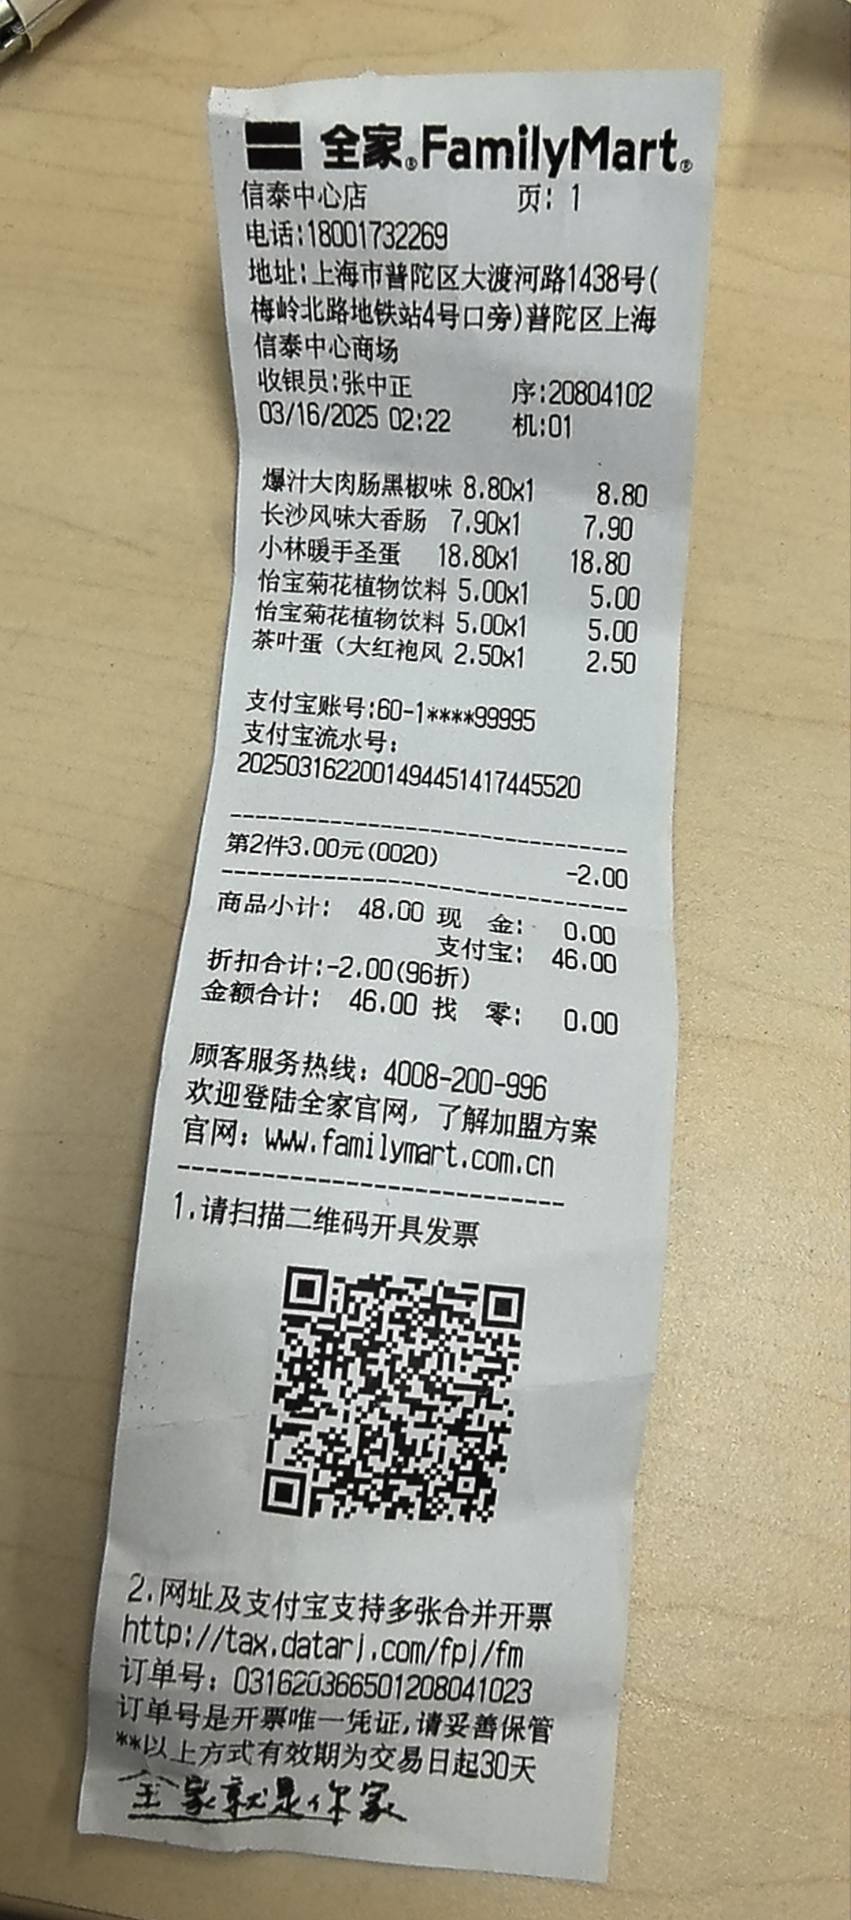 全家®FamilyMart®
信泰中心店 页: 1
电话:18001732269
地址:上海市普陀区大渡河路1438号(
梅岭北路地铁站4号口旁)普陀区上海
信泰中心商场
收银员:张中正 序:20804102
03/16/2025 02:22 机:01
爆汁大肉肠黑椒味 8.80x1 8.80
长沙风味大香肠 7.90x1 7.90
小林暖手圣蛋 18.80x1 18.80
怡宝菊花植物饮料 5.00x1 5.00
怡宝菊花植物饮料 5.00x1 5.00
茶叶蛋（大红袍风 2.50x1 2.50
支付宝账号:60-1****99995
支付宝流水号:
2025031622001494451417445520
第2件3.00元(0020) -2.00
商品小计: 48.00 现 金: 0.00
支付宝: 46.00
折扣合计:-2.00(96折)
金额合计: 46.00 找 零: 0.00
顾客服务热线: 4008-200-996
欢迎登陆全家官网, 了解加盟方案
官网: www.familymart.com.cn
1.请扫描二维码开具发票
2.网址及支付宝支持多张合并开票
http://tax.datarj.com/fpj/fm
订单号: 031620366501208041023
订单号是开票唯一凭证,请妥善保管
**以上方式有效期为交易日起30天
全家就是你家